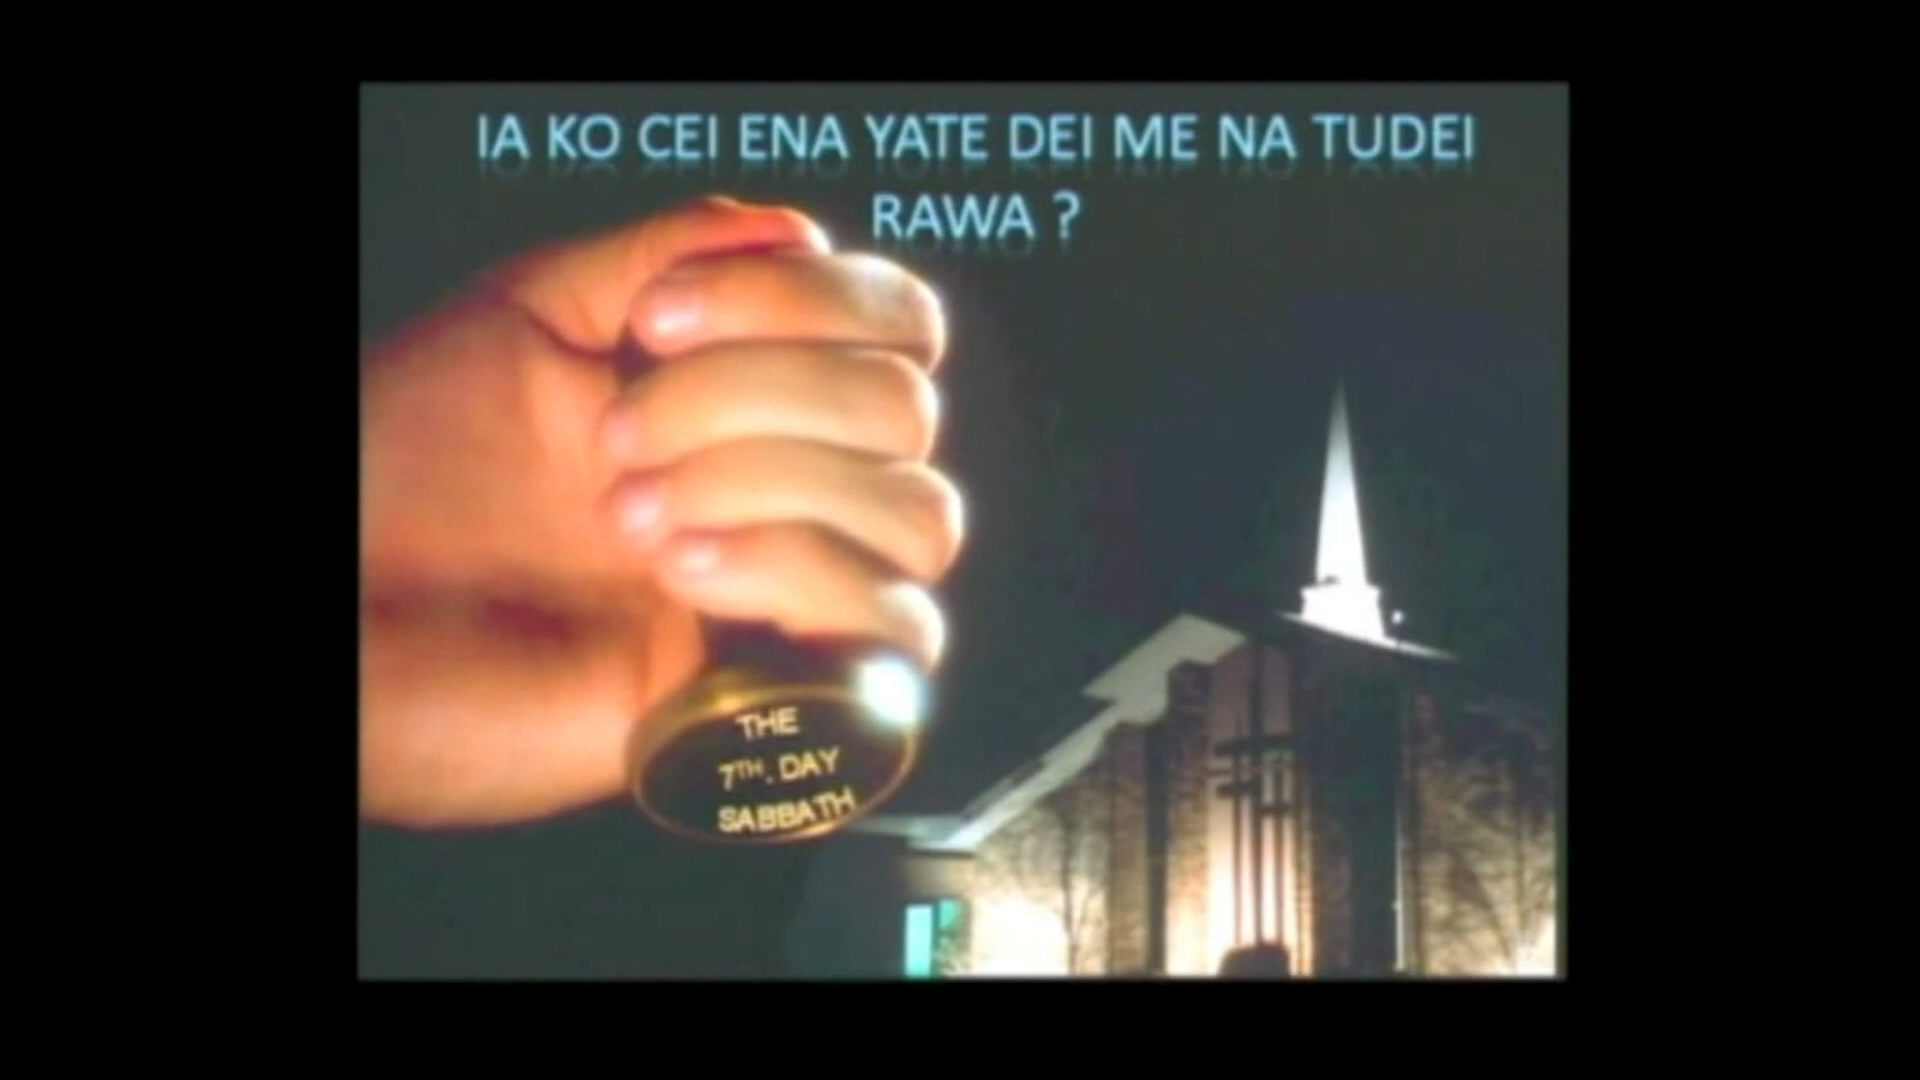 IA KO CEI ENA YATE DEI ME NA TUDEI
RAWA ?
THE
7TH. DAY
SABBATH